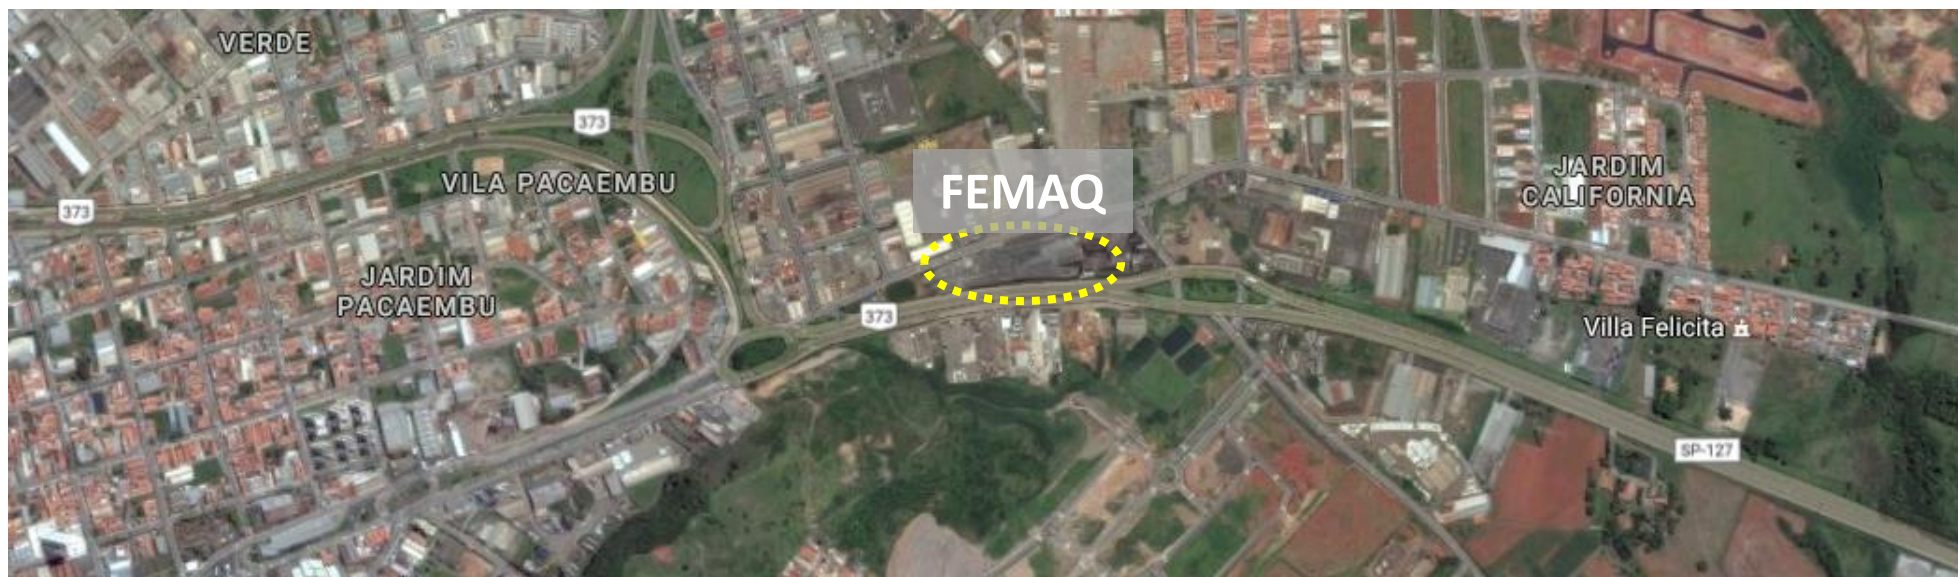 VERDE
373
VILA PACAEMBU
373
FEMAQ
JARDIM
CALIFORNIA
JARDIM
PACAEMBU
373
Villa Felicita
SP-127